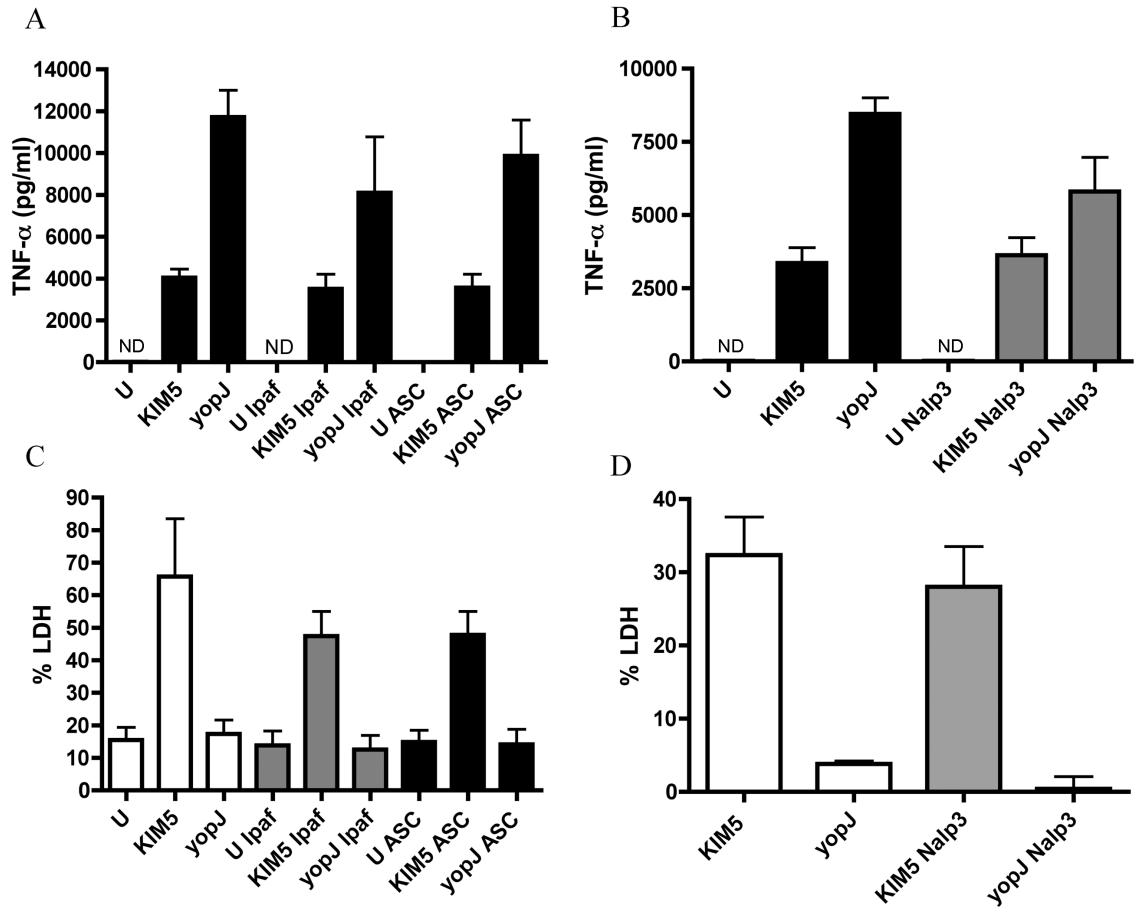 A
TNF-α (pg/ml)
14000
12000
10000
8000
6000
4000
2000
0
ND
ND
U
KIM5
yopJ
U Ipaf
KIM5 Ipaf
yopJ Ipaf
U ASC
KIM5 ASC
yopJ ASC
B
TNF-α (pg/ml)
10000
7500
5000
2500
0
ND
ND
U
KIM5
yopJ
U Nalp3
KIM5 Nalp3
yopJ Nalp3
C
% LDH
90
80
70
60
50
40
30
20
10
0
U
KIM5
yopJ
U Ipaf
KIM5 Ipaf
yopJ Ipaf
U ASC
KIM5 ASC
yopJ ASC
D
% LDH
40
30
20
10
0
KIM5
yopJ
KIM5 Nalp3
yopJ Nalp3